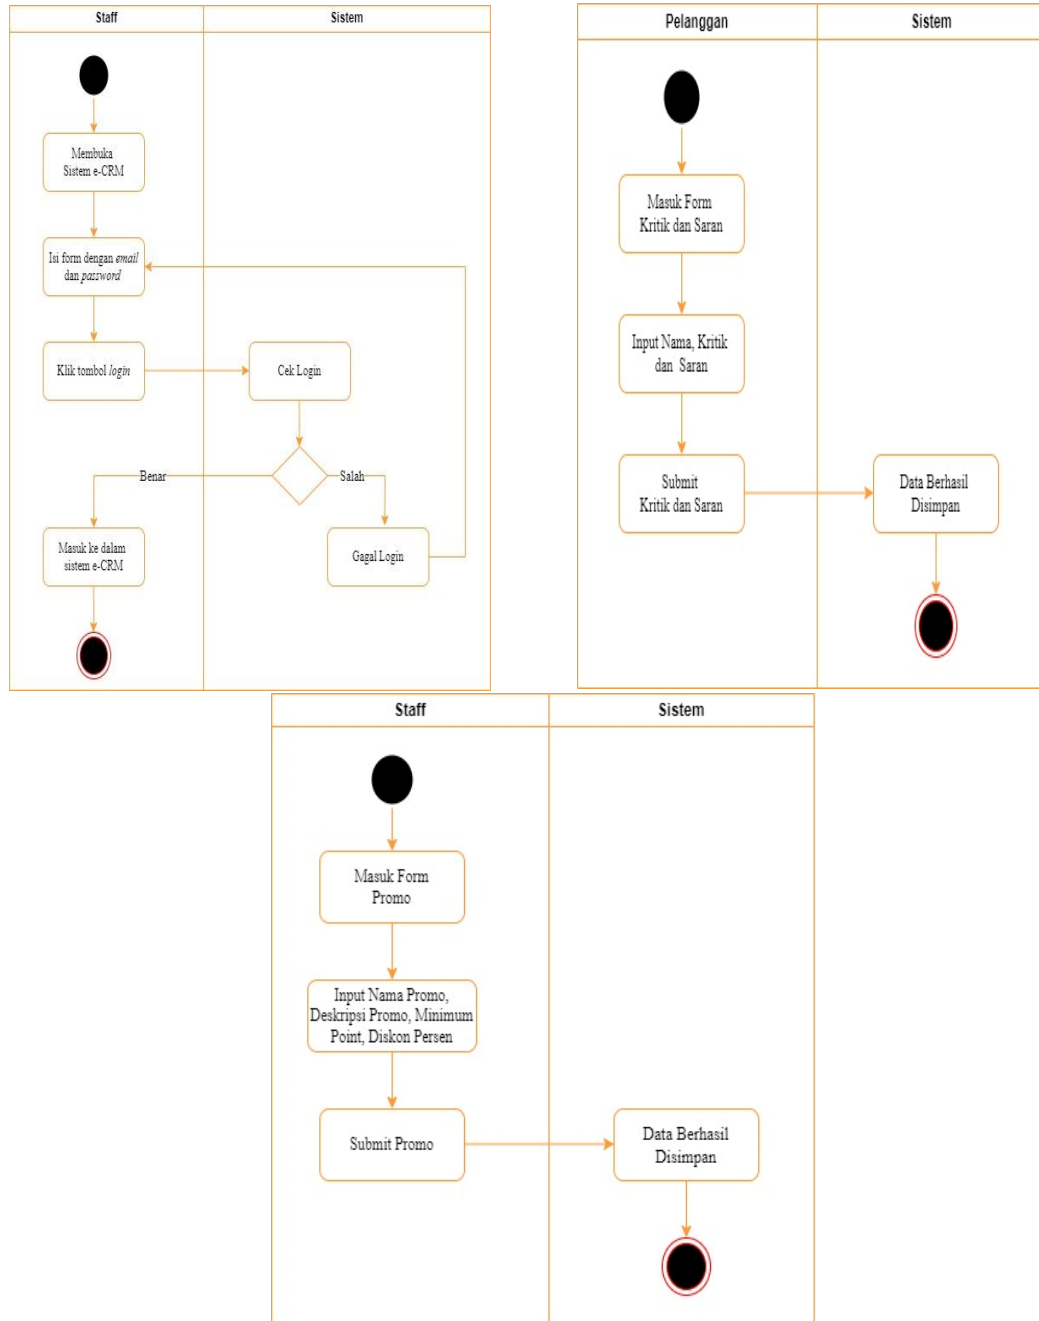 Staff
Sistem
Membuka
Sistem e-CRM
Isi form dengan email
dan password
Klik tombol login
Cek Login
Benar
Salah
Masuk ke dalam
sistem e-CRM
Gagal Login
Pelanggan
Sistem
Masuk Form
Kritik dan Saran
Input Nama, Kritik
dan Saran
Submit
Kritik dan Saran
Data Berhasil
Disimpan
Staff
Sistem
Masuk Form
Promo
Input Nama Promo,
Deskripsi Promo, Minimum
Point, Diskon Persen
Submit Promo
Data Berhasil
Disimpan